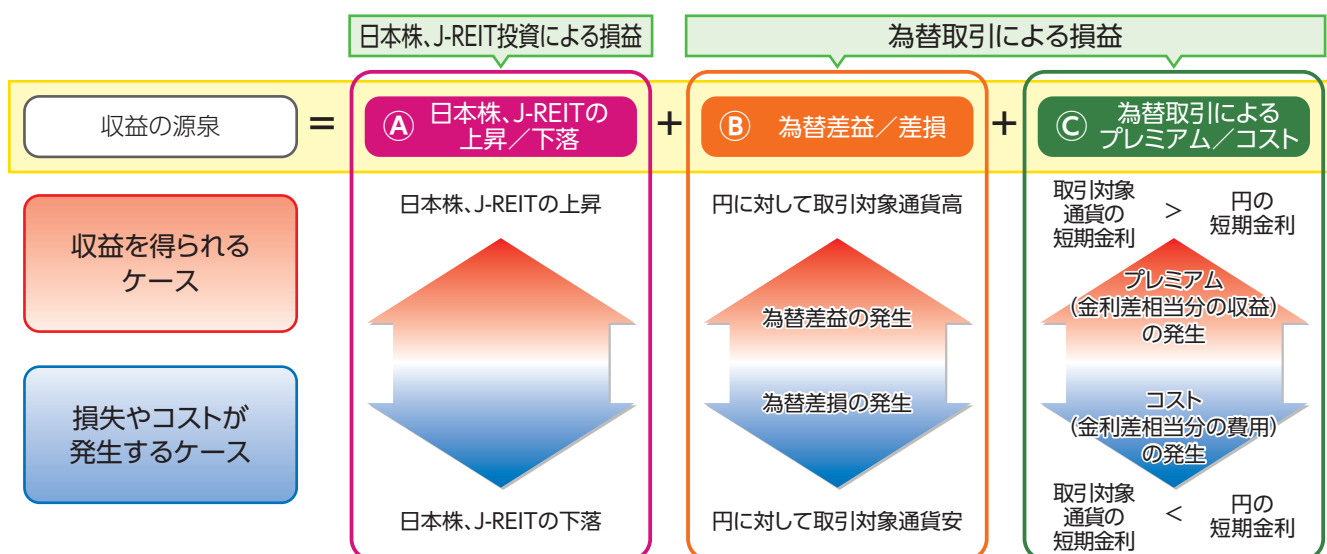 日本株、J-REIT投資による損益
為替取引による損益
収益の源泉
=
Ⓐ 日本株、J-REITの
上昇／下落
+
Ⓑ 為替差益／差損
+
Ⓒ 為替取引による
プレミアム／コスト
収益を得られる
ケース
日本株、J-REITの上昇
円に対して取引対象通貨高
取引対象
通貨の
短期金利
＞
円の
短期金利
為替差益の発生
プレミアム
（金利差相当分の収益）
の発生
損失やコストが
発生するケース
為替差損の発生
コスト
（金利差相当分の費用）
の発生
日本株、J-REITの下落
円に対して取引対象通貨安
取引対象
通貨の
短期金利
＜
円の
短期金利